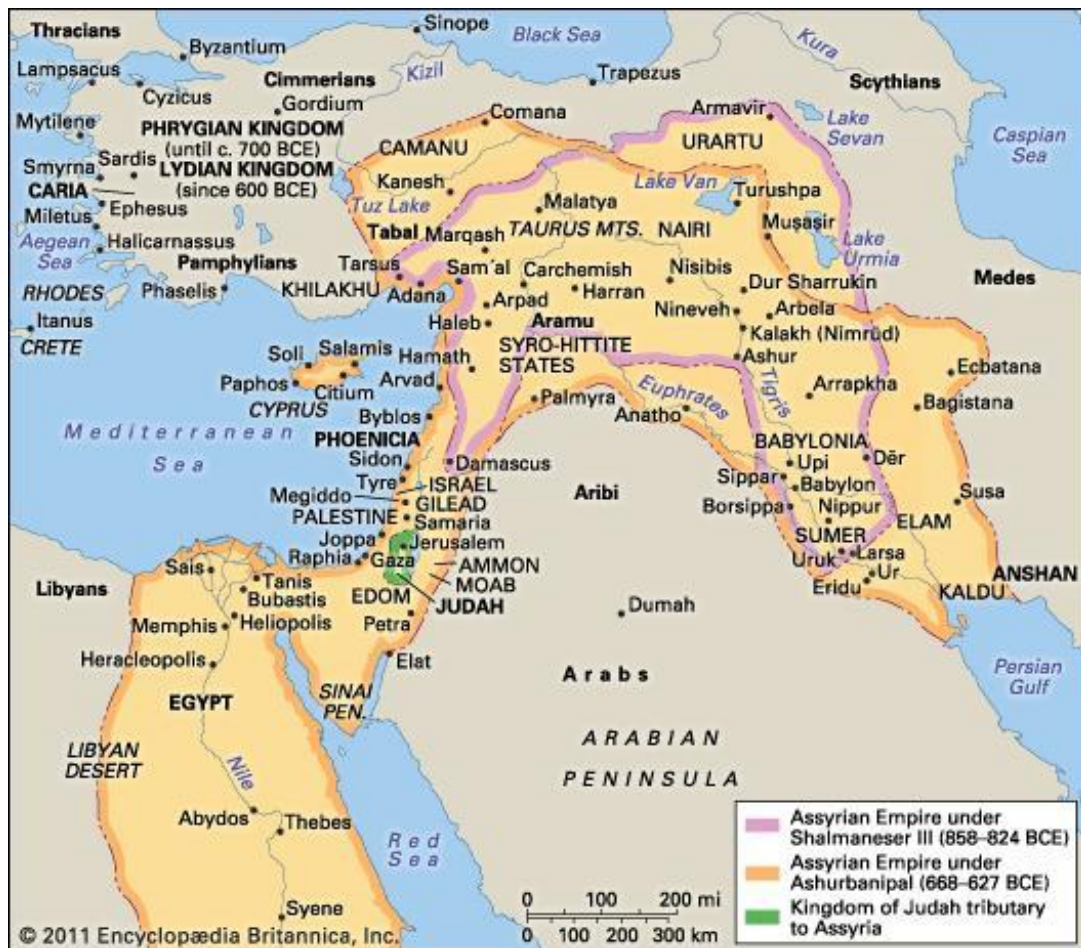 Thracians
Byzantium
Sinope
Black Sea
Kura
Lampsacus
Cyzicus
Cimmerians
Kizil
Trapezus
Scythians
Gordium
Comana
Armavir
Lake
Sevan
Caspian
Sea
Mytilene
PHRYGIAN KINGDOM
(until c. 700 BCE)
CAMANU
URARTU
Smyrna
Sardis
LYDIAN KINGDOM
(since 600 BCE)
Kanesh
Lake Van
Turushpa
CARIA
Ephesus
Tuz Lake
Malatya
Miletus
TAURUS MTS.
NAIRI
Muṣaṣir
Aegean
Sea
Halicarnassus
Tabal
Marqash
Lake
Urmia
Pamphylians
Tarsus
Sam'al
Carchemish
Nisibis
Medes
RHODES
Phaselis
KHILAKHU
Adana
Harran
Dur Sharrukin
Itanus
CRETE
Arpad
Nineveh
Arbela
Haleb
Aramu
Kalakh (Nimrūd)
Soli
Salamis
Hamath
SYRO-HITTITE
STATES
Ashur
Ecbatana
Paphos
Citium
Arvad
Euphrates
Tigris
Arrapkha
CYPRUS
Byblos
Palmyra
Anatho
Bagistana
Mediterranean
Sea
PHOENICIA
BABYLONIA
Sidon
Damascus
Upi
Dēr
Tyre
ISRAEL
Aribi
Sippar
Babylon
Megiddo
GILEAD
Borsippa
Nippur
Susa
PALESTINE
Samaria
SUMER
ELAM
Joppa
Jerusalem
Uruk
Larsa
Raphia
Gaza
AMMON
Ur
ANSHAN
Libyans
Sais
Tanis
MOAB
Eridu
KALDU
Bubastis
EDOM
JUDAH
Dumah
Memphis
Heliopolis
Petra
Heracleopolis
Elat
Arabs
Persian
Gulf
EGYPT
SINAI
PEN.
ARABIAN
PENINSULA
LIBYAN
DESERT
Nile
Abydos
Thebes
Red
Sea
Syene
Assyrian Empire under
Shalmaneser III (858–824 BCE)
Assyrian Empire under
Ashurbanipal (668–627 BCE)
Kingdom of Judah tributary
to Assyria
0 100 200 mi
0 100 200 300 km
© 2011 Encyclopædia Britannica, Inc.